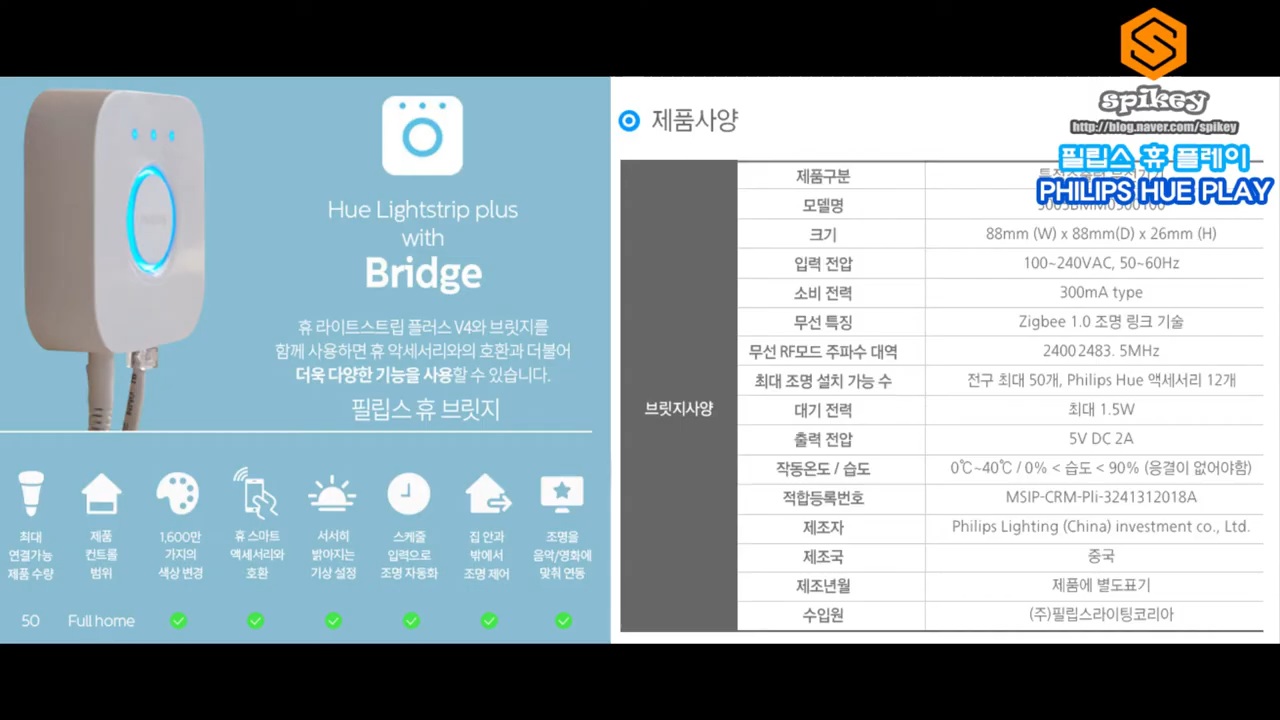 Hue Lightstrip plus
with
Bridge
휴 라이트스트립 플러스 V4와 브릿지를
함께 사용하면 휴 악세서리와의 호환과 더불어
더욱 다양한 기능을 사용할 수 있습니다.
필립스 휴 브릿지
최대
연결가능
제품 수량
50
제품
컨트롤
범위
Full home
1,600만
가지의
색상 변경
휴 스마트
액세서리와
호환
서서히
밝아지는
기상 설정
스케줄
입력으로
조명 자동화
집 안과
밖에서
조명 제어
조명을
음악/영화에
맞춰 연동
제품사양
spikey
http://blog.naver.com/spikey
필립스 휴 플레이
PHILIPS HUE PLAY
브릿지사양
제품구분
모델명
크기 88mm (W) x 88mm(D) x 26mm (H)
입력 전압 100~240VAC, 50~60Hz
소비 전력 300mA type
무선 특징 Zigbee 1.0 조명 링크 기술
무선 RF모드 주파수 대역 24002483. 5MHz
최대 조명 설치 가능 수 전구 최대 50개, Philips Hue 액세서리 12개
대기 전력 최대 1.5W
출력 전압 5V DC 2A
작동온도 / 습도 0℃~40℃ / 0% < 습도 < 90% (응결이 없어야함)
적합등록번호 MSIP-CRM-Pli-3241312018A
제조자 Philips Lighting (China) investment co., Ltd.
제조국 중국
제조년월 제품에 별도표기
수입원 (주)필립스라이팅코리아